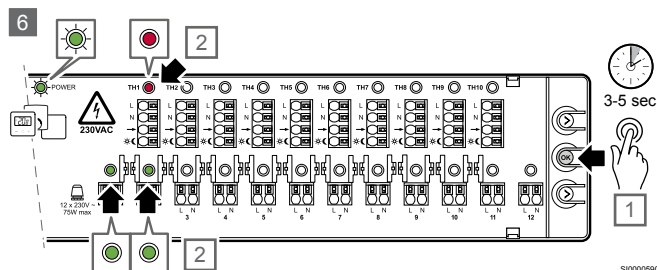 6
2
POWER
TH1 TH2 TH3 TH4 TH5 TH6 TH7 TH8 TH9 TH10
L L L L L L L L L L
N N N N N N N N N N
230VAC
3-5 sec
OK
12 x 230V ~
75W max
L N L N L N L N L N L N L N L N L N L N
3 4 5 6 7 8 9 10 11 12
1
2
SI0000590